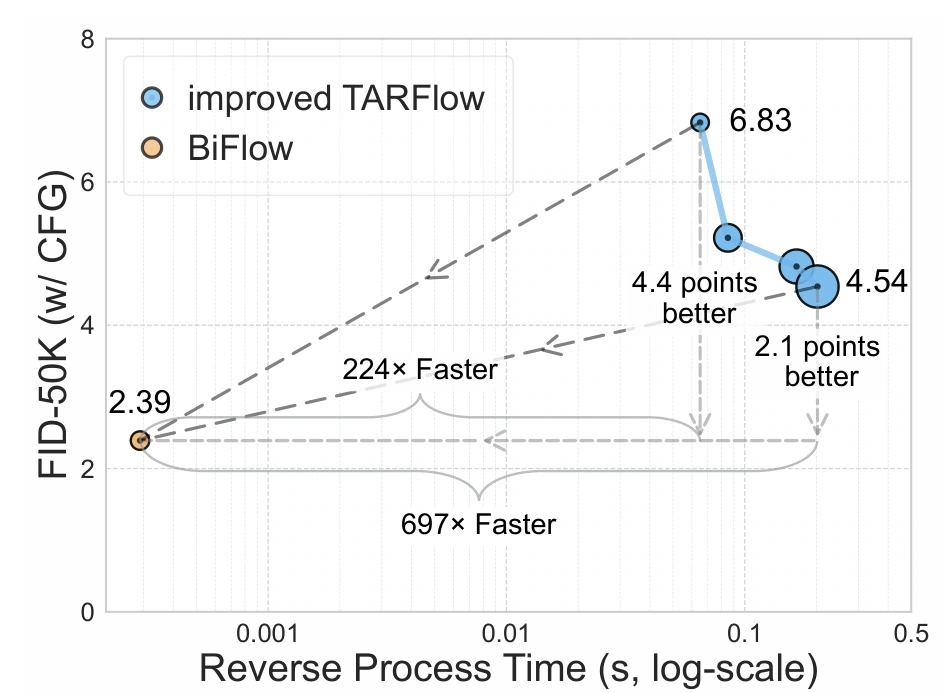 8
6
4
2
0
FID-50K (w/ CFG)
improved TARFlow
BiFlow
6.83
4.54
4.4 points
better
2.1 points
better
224× Faster
2.39
697× Faster
0.001
0.01
0.1
0.5
Reverse Process Time (s, log-scale)